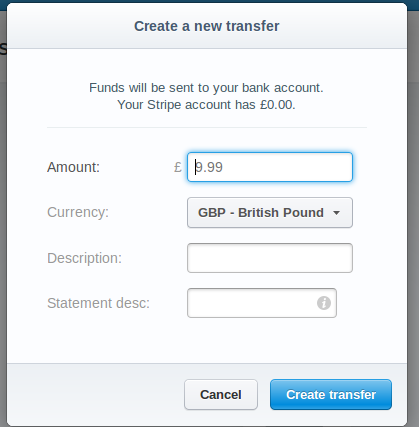 Create a new transfer
Funds will be sent to your bank account.
Your Stripe account has £0.00.
Amount: £ 9.99
Currency: GBP - British Pound
Description:
Statement desc:
Cancel Create transfer